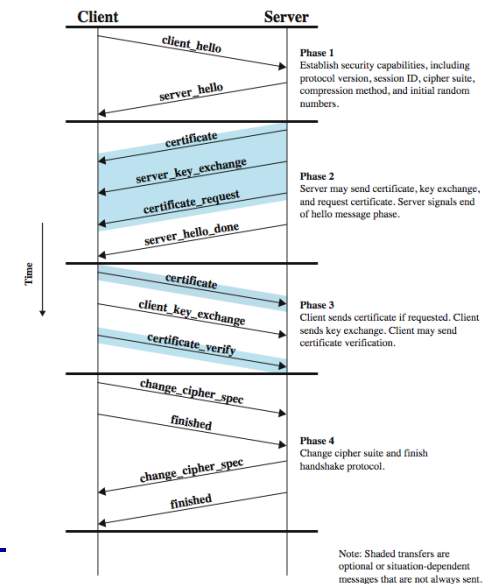 Client
Server
client_hello
Phase 1
Establish security capabilities, including
protocol version, session ID, cipher suite,
compression method, and initial random
numbers.
server_hello
certificate
server_key_exchange
Phase 2
Server may send certificate, key exchange,
and request certificate. Server signals end
of hello message phase.
certificate_request
server_hello_done
Time
certificate
Phase 3
Client sends certificate if requested. Client
sends key exchange. Client may send
certificate verification.
client_key_exchange
certificate_verify
change_cipher_spec
finished
Phase 4
Change cipher suite and finish
handshake protocol.
change_cipher_spec
finished
Note: Shaded transfers are
optional or situation-dependent
messages that are not always sent.